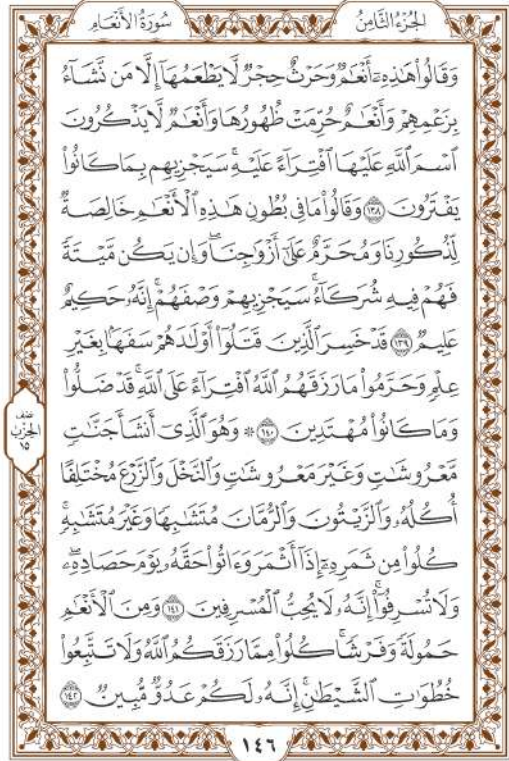 سُورَةُ الأَنْعَامِ
الجُزْءُ الثَّامِنُ
وَقَالُوا۟ هَـٰذِهِۦٓ أَنْعَـٰمٌ وَحَرْثٌ حِجْرٌ لَّا يَطْعَمُهَآ إِلَّا مَن نَّشَآءُ
بِزَعْمِهِمْ وَأَنْعَـٰمٌ حُرِّمَتْ ظُهُورُهَا وَأَنْعَـٰمٌ لَّا يَذْكُرُونَ
ٱسْمَ ٱللَّهِ عَلَيْهَا ٱفْتِرَآءً عَلَيْهِ ۚ سَيَجْزِيهِم بِمَا كَانُوا۟
يَفْتَرُونَ ١٣٨ وَقَالُوا۟ مَا فِى بُطُونِ هَـٰذِهِ ٱلْأَنْعَـٰمِ خَالِصَةٌ
لِّذُكُورِنَا وَمُحَرَّمٌ عَلَىٰٓ أَزْوَٰجِنَا ۖ وَإِن يَكُن مَّيْتَةً
فَهُمْ فِيهِ شُرَكَآءُ ۚ سَيَجْزِيهِمْ وَصْفَهُمْ ۚ إِنَّهُۥ حَكِيمٌ
عَلِيمٌ ١٣٩ قَدْ خَسِرَ ٱلَّذِينَ قَتَلُوٓا۟ أَوْلَـٰدَهُمْ سَفَهًۢا بِغَيْرِ
عِلْمٍ وَحَرَّمُوا۟ مَا رَزَقَهُمُ ٱللَّهُ ٱفْتِرَآءً عَلَى ٱللَّهِ ۚ قَدْ ضَلُّوا۟
وَمَا كَانُوا۟ مُهْتَدِينَ ١٤٠ ۞ وَهُوَ ٱلَّذِىٓ أَنشَأَ جَنَّـٰتٍ
مَّعْرُوشَـٰتٍ وَغَيْرَ مَعْرُوشَـٰتٍ وَٱلنَّخْلَ وَٱلزَّرْعَ مُخْتَلِفًا
أُكُلُهُۥ وَٱلزَّيْتُونَ وَٱلرُّمَّانَ مُتَشَـٰبِهًا وَغَيْرَ مُتَشَـٰبِهٍ ۚ
كُلُوا۟ مِن ثَمَرِهِۦٓ إِذَآ أَثْمَرَ وَءَاتُوا۟ حَقَّهُۥ يَوْمَ حَصَادِهِۦ ۖ
وَلَا تُسْرِفُوٓا۟ ۚ إِنَّهُۥ لَا يُحِبُّ ٱلْمُسْرِفِينَ ١٤١ وَمِنَ ٱلْأَنْعَـٰمِ
حَمُولَةً وَفَرْشًا ۚ كُلُوا۟ مِمَّا رَزَقَكُمُ ٱللَّهُ وَلَا تَتَّبِعُوا۟
خُطُوَٰتِ ٱلشَّيْطَـٰنِ ۚ إِنَّهُۥ لَكُمْ عَدُوٌّ مُّبِينٌ ١٤٢
نصف
الحزب
١٥
١٤٦